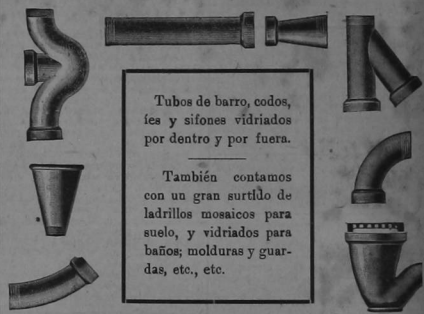 Tubos de barro, codos,
íes y sifones vidriados
por dentro y por fuera.
También contamos
con un gran surtido de
ladrillos mosaicos para
suelo, y vidriados para
baños; molduras y guar-
das, etc., etc.